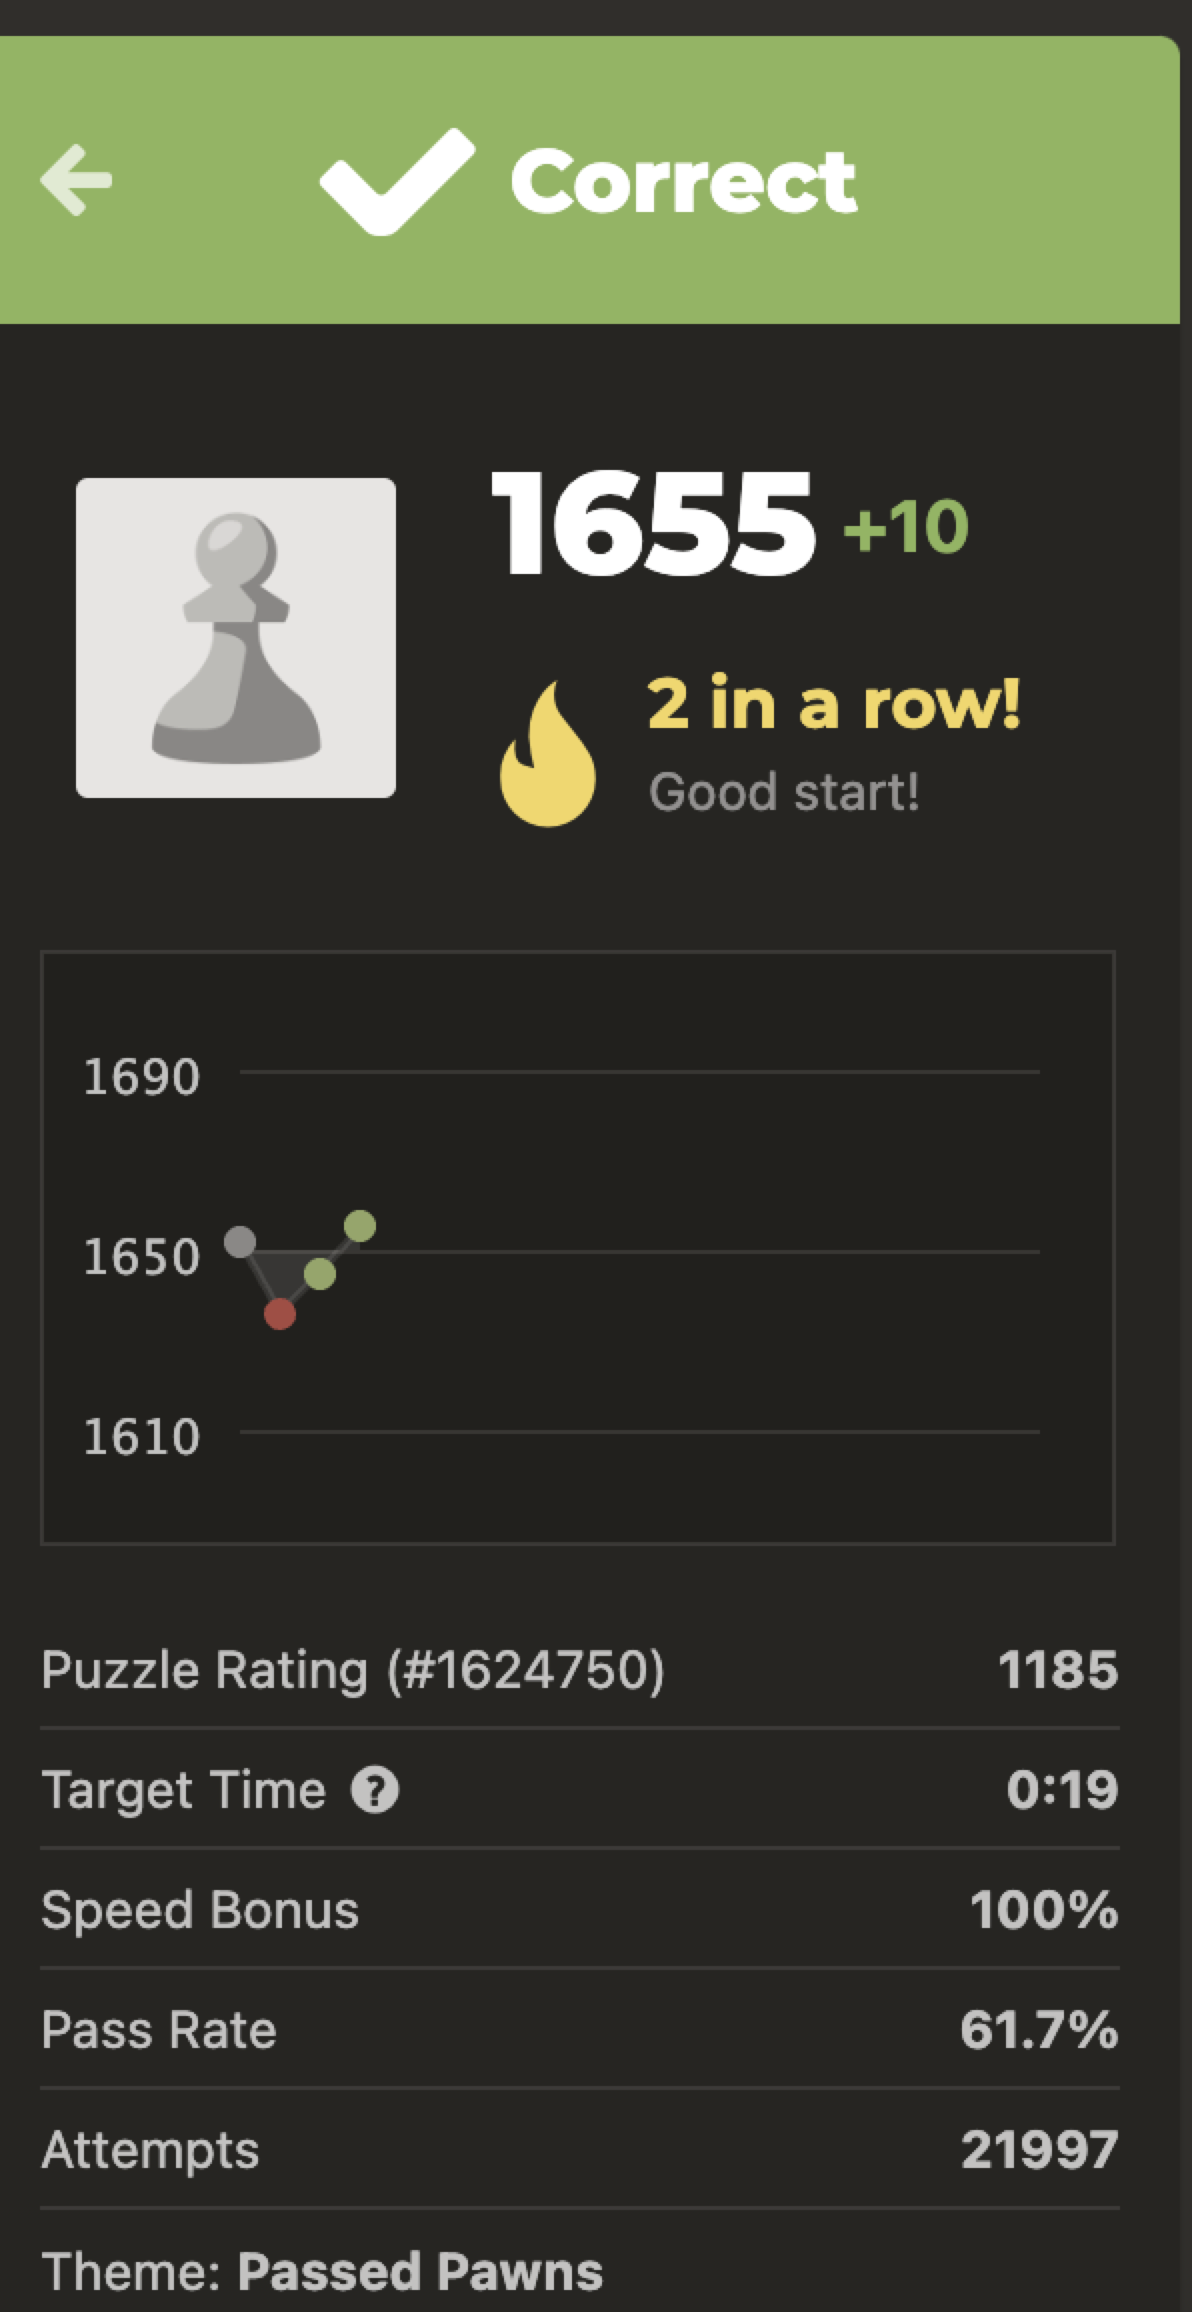 Correct
1655 +10
2 in a row!
Good start!
1690
1650
1610
Puzzle Rating (#1624750) 1185
Target Time ? 0:19
Speed Bonus 100%
Pass Rate 61.7%
Attempts 21997
Theme: Passed Pawns